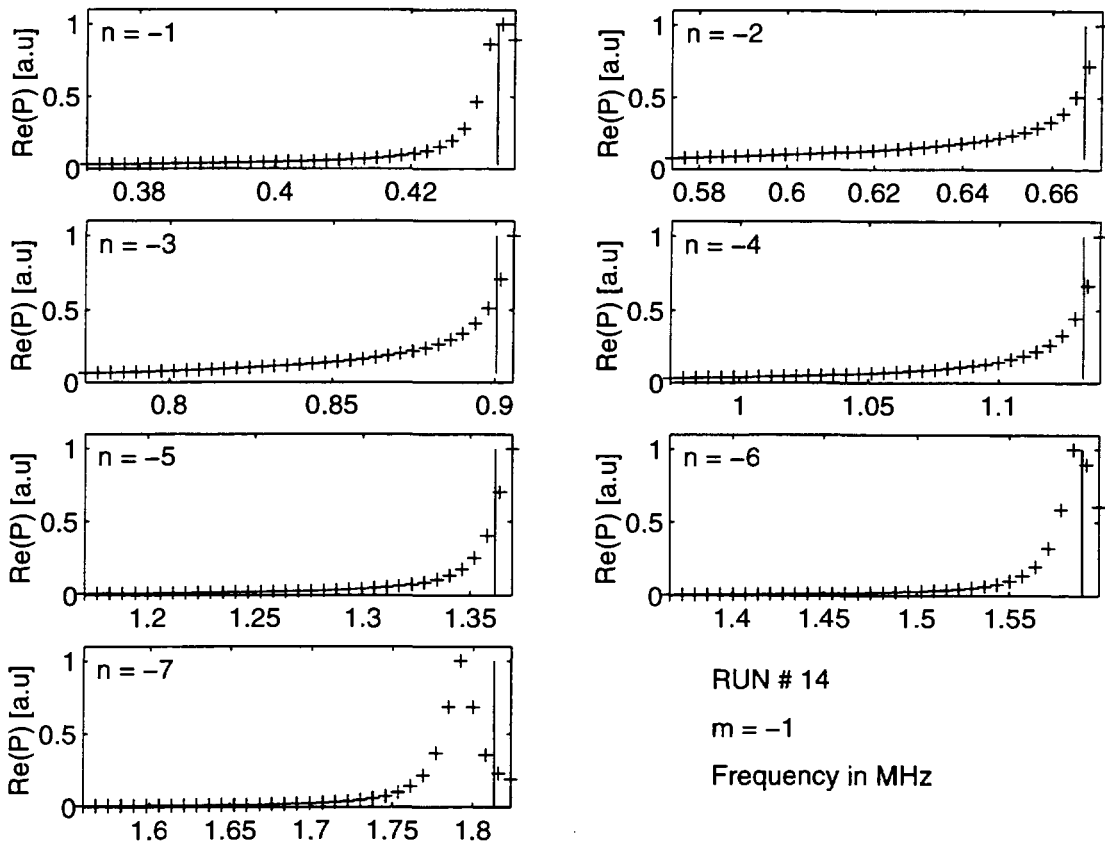 n = −1
Re(P) [a.u]
1
0.5
0
0.38
0.4
0.42
n = −2
Re(P) [a.u]
1
0.5
0
0.58
0.6
0.62
0.64
0.66
n = −3
Re(P) [a.u]
1
0.5
0
0.8
0.85
0.9
n = −4
Re(P) [a.u]
1
0.5
0
1
1.05
1.1
n = −5
Re(P) [a.u]
1
0.5
0
1.2
1.25
1.3
1.35
n = −6
Re(P) [a.u]
1
0.5
0
1.4
1.45
1.5
1.55
n = −7
Re(P) [a.u]
1
0.5
0
1.6
1.65
1.7
1.75
1.8
RUN # 14
m = −1
Frequency in MHz